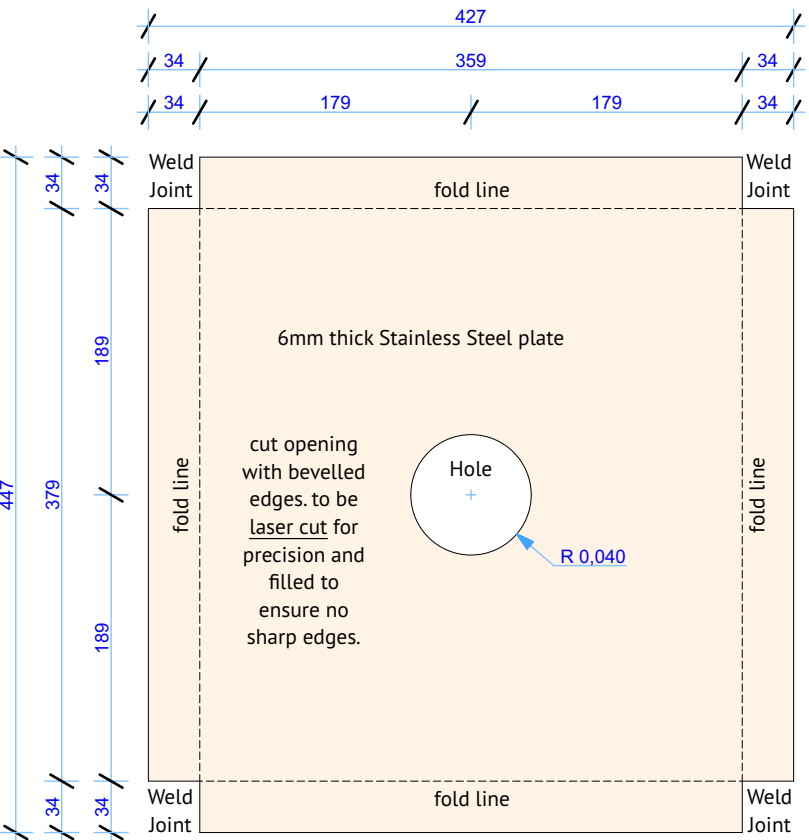 427
34 359 34
34 179 179 34
Weld
Joint
fold line
Weld
Joint
34
34
6mm thick Stainless Steel plate
189
cut opening
with bevelled
edges. to be
laser cut for
precision and
filled to
ensure no
sharp edges.
Hole
R 0,040
fold line
fold line
447
379
189
Weld
Joint
fold line
Weld
Joint
34
34